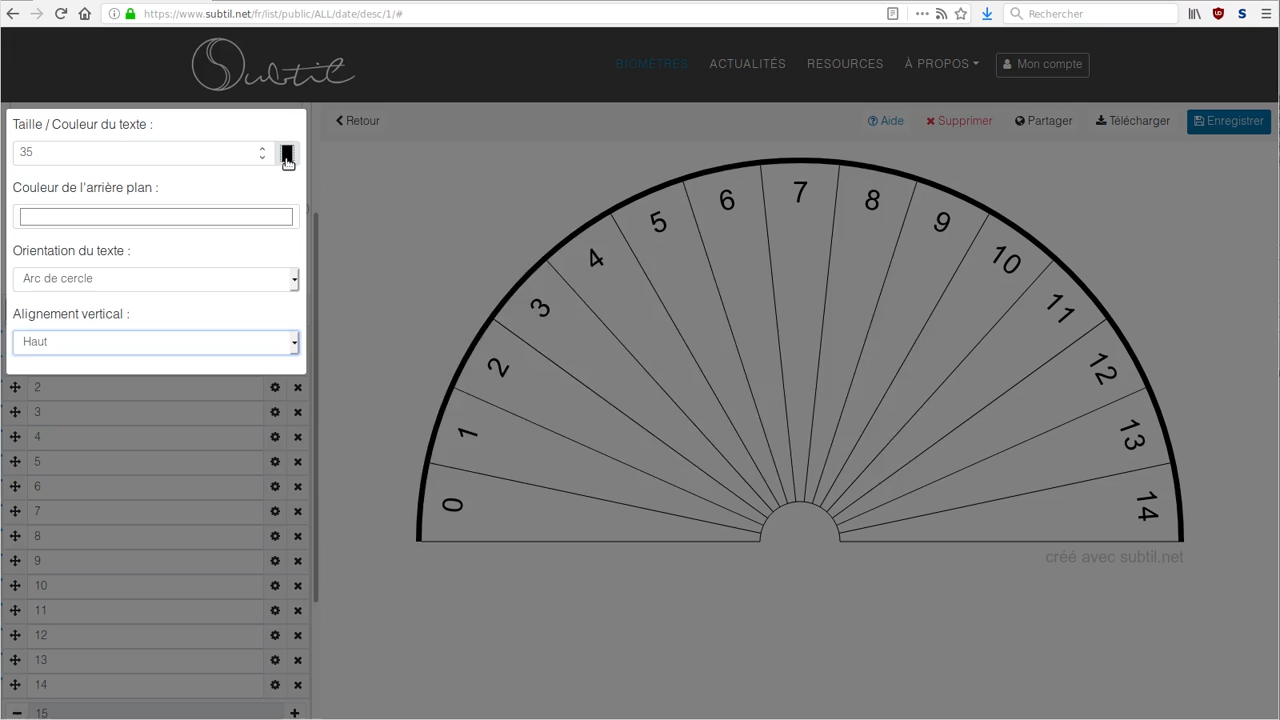 https://www.subtil.net/fr/list/public/ALL/date/desc/1/#
Rechercher
Subtil
BIOMÈTRES
ACTUALITÉS
RESOURCES
À PROPOS
Mon compte
Taille / Couleur du texte :
35
Couleur de l'arrière plan :
Orientation du texte :
Arc de cercle
Alignement vertical :
Haut
2
3
4
5
6
7
8
9
10
11
12
13
14
15
Retour
Aide
Supprimer
Partager
Télécharger
Enregistrer
0
1
2
3
4
5
6
7
8
9
10
11
12
13
14
créé avec subtil.net